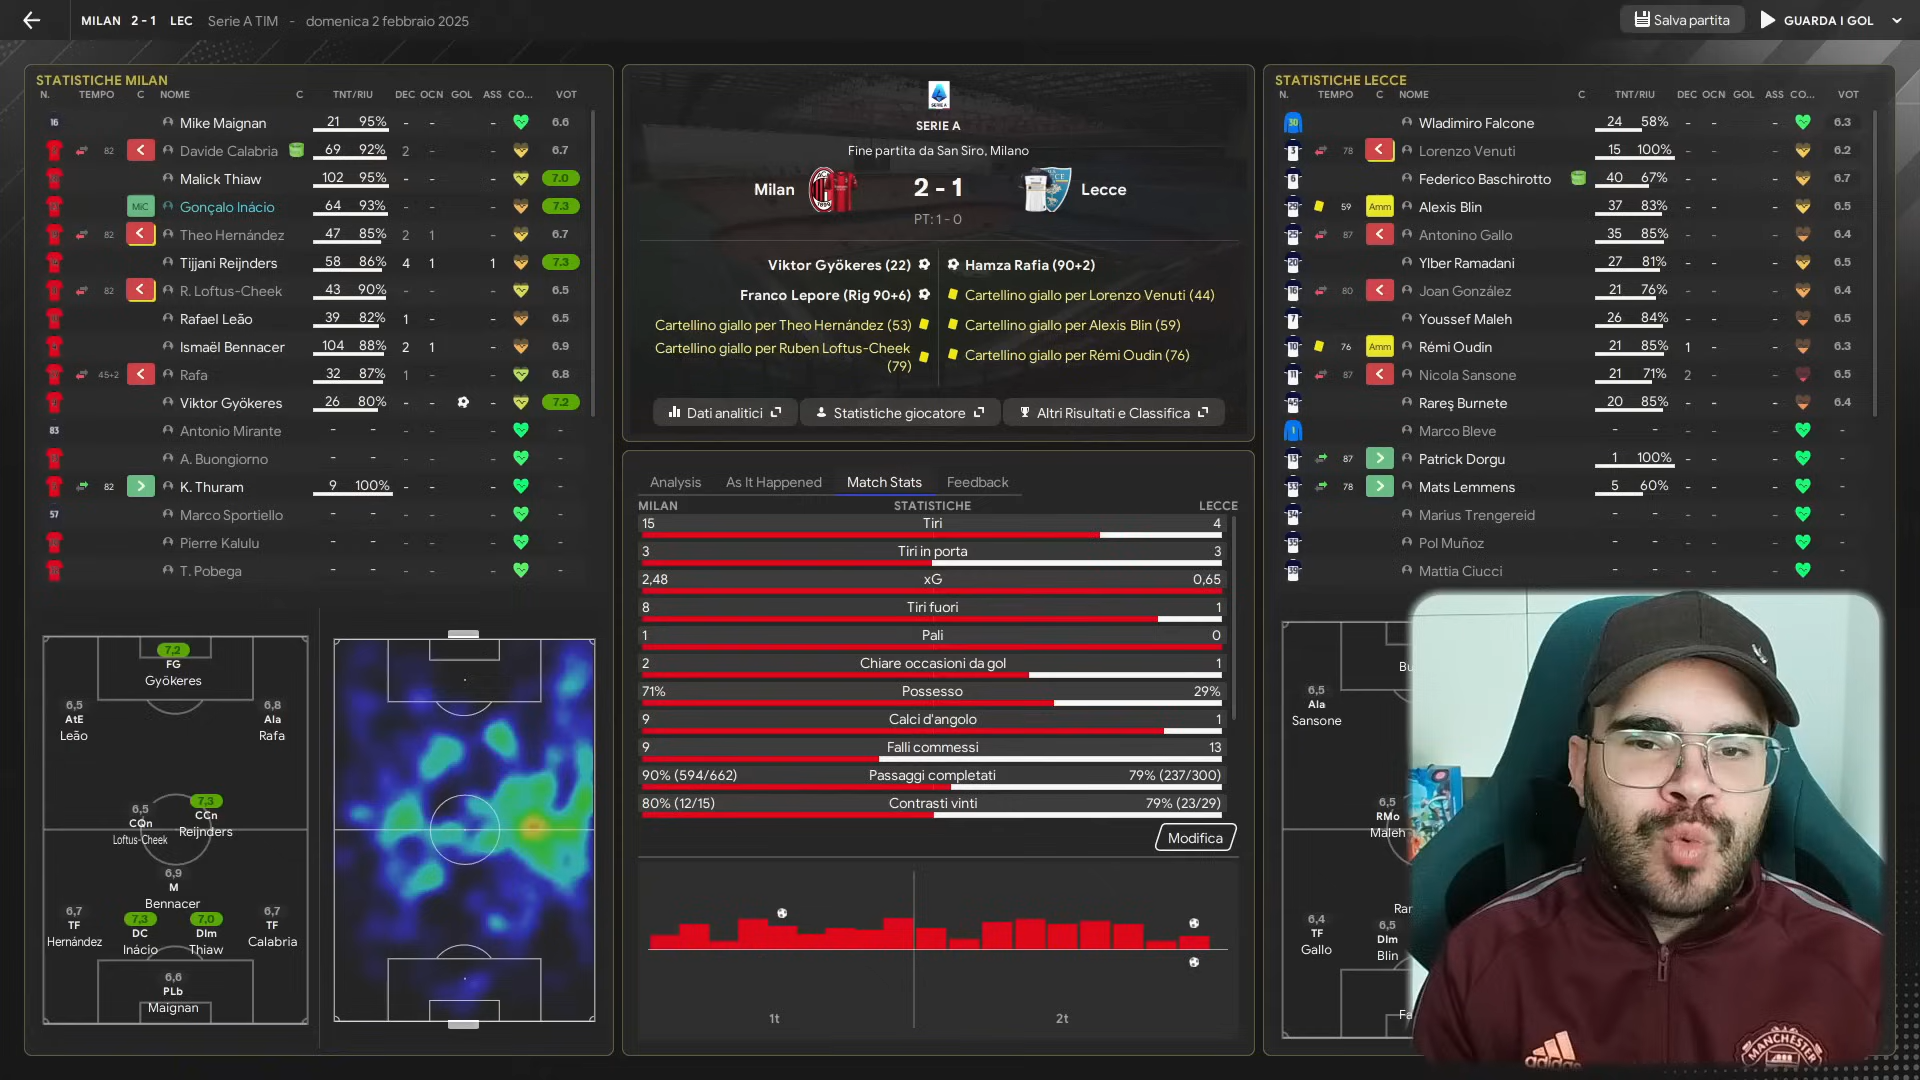 MILAN 2 - 1 LEC Serie A TIM - domenica 2 febbraio 2025
Salva partita
GUARDA I GOL
STATISTICHE MILAN
N. TEMPO C NOME C TNT/RIU DEC OCN GOL ASS CO... VOT
16 Mike Maignan 21 95% - - - 6.6
82 Davide Calabria 69 92% 2 - - 6.7
Malick Thiaw 102 95% - - - 7.0
MiC Gonçalo Inácio 64 93% - - - 7.3
82 Theo Hernández 47 85% 2 1 - 6.7
Tijjani Reijnders 58 86% 4 1 1 7.3
82 R. Loftus-Cheek 43 90% - - - 6.5
Rafael Leão 39 82% 1 - - 6.5
Ismaël Bennacer 104 88% 2 1 - 6.9
45+2 Rafa 32 87% 1 - - 6.8
Viktor Gyökeres 26 80% - - - 7.2
83 Antonio Mirante - - - - - -
A. Buongiorno - - - - - -
82 K. Thuram 9 100% - - - -
57 Marco Sportiello - - - - - -
Pierre Kalulu - - - - - -
T. Pobega - - - - - -
7,2
FG
Gyökeres
6,5
AtE
Leão
6,8
Ala
Rafa
6,5
CQn
Loftus-Cheek
7,3
CCn
Reijnders
6,9
M
Bennacer
6,7
TF
Hernández
7,3
DC
Inácio
7,0
DIm
Thiaw
6,7
TF
Calabria
6,6
PLb
Maignan
SERIE A
SERIE A
Fine partita da San Siro, Milano
Milan 2 - 1 Lecce
PT: 1 - 0
Viktor Gyökeres (22)
Franco Lepore (Rig 90+6)
Cartellino giallo per Theo Hernández (53)
Cartellino giallo per Ruben Loftus-Cheek
(79)
Hamza Rafia (90+2)
Cartellino giallo per Lorenzo Venuti (44)
Cartellino giallo per Alexis Blin (59)
Cartellino giallo per Rémi Oudin (76)
Dati analitici
Statistiche giocatore
Altri Risultati e Classifica
Analysis As It Happened Match Stats Feedback
MILAN STATISTICHE LECCE
15 Tiri 4
3 Tiri in porta 3
2,48 xG 0,65
8 Tiri fuori 1
1 Pali 0
2 Chiare occasioni da gol 1
71% Possesso 29%
9 Calci d'angolo 1
9 Falli commessi 13
90% (594/662) Passaggi completati 79% (237/300)
80% (12/15) Contrasti vinti 79% (23/29)
Modifica
1t 2t
STATISTICHE LECCE
N. TEMPO C NOME C TNT/RIU DEC OCN GOL ASS CO... VOT
30 Wladimiro Falcone 24 58% - - - 6.3
3 78 Lorenzo Venuti 15 100% - - - 6.2
6 Federico Baschirotto 40 67% - - - 6.7
59 Amm Alexis Blin 37 83% - - - 6.5
25 87 Antonino Gallo 35 85% - - - 6.4
20 Ylber Ramadani 27 81% - - - 6.5
16 80 Joan González 21 76% - - - 6.4
7 Youssef Maleh 26 84% - - - 6.5
10 76 Amm Rémi Oudin 21 85% 1 - - 6.3
11 87 Nicola Sansone 21 71% 2 - - 6.5
Rareş Burnete 20 85% - - - 6.4
1 Marco Bleve - - - - - -
13 87 Patrick Dorgu 1 100% - - - -
33 78 Mats Lemmens 5 60% - - - -
Marius Trengereid - - - - - -
Pol Muñoz - - - - - -
Mattia Ciucci - - - - - -
Bu
6,5
Ala
Sansone
6,5
RMo
Maleh
Rar
6,4
TF
Gallo
6,5
DIm
Blin
Fa
adidas
MANCHESTER